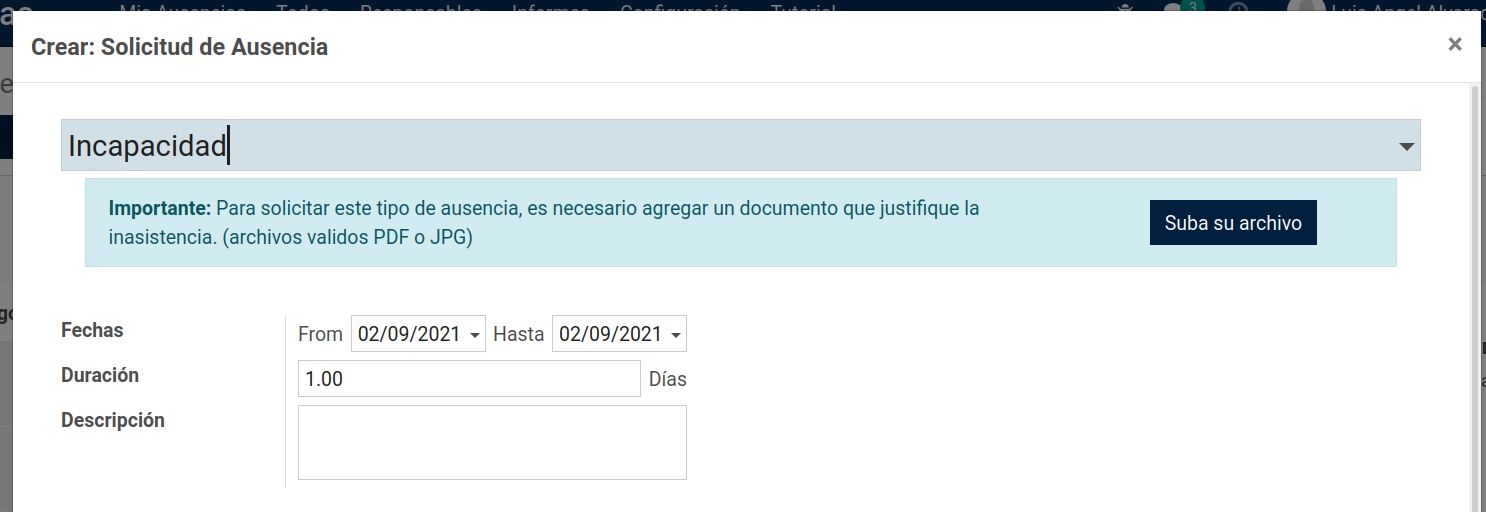 Mis Ausencias Todos Responsables Informes Configuración Tutorial 3 Luis Angel
Crear: Solicitud de Ausencia ×
Incapacidad
Importante: Para solicitar este tipo de ausencia, es necesario agregar un documento que justifique la
inasistencia. (archivos validos PDF o JPG)
Suba su archivo
Fechas From 02/09/2021 Hasta 02/09/2021
Duración 1.00 Días
Descripción